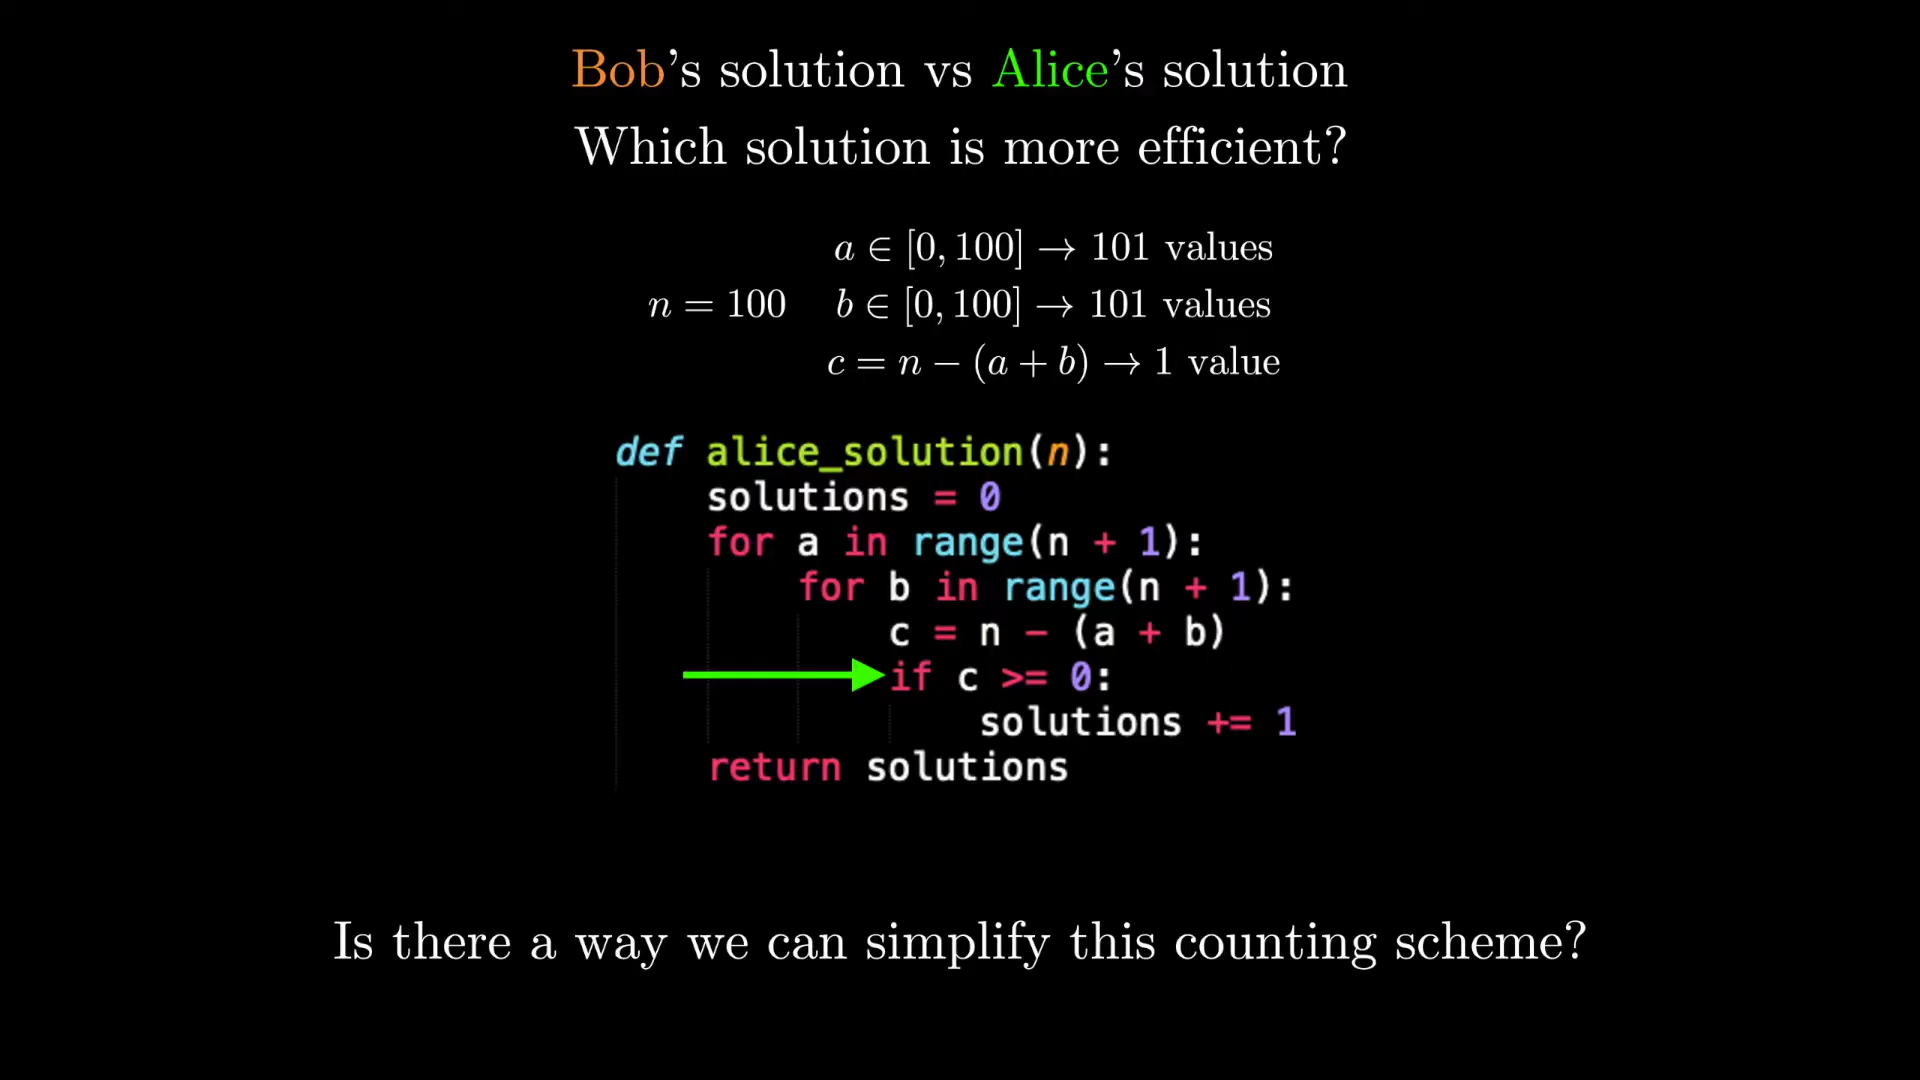 Bob's solution vs Alice's solution
Which solution is more efficient?
a ∈ [0, 100] → 101 values
n = 100 b ∈ [0, 100] → 101 values
c = n − (a + b) → 1 value
def alice_solution(n):
    solutions = 0
    for a in range(n + 1):
        for b in range(n + 1):
            c = n - (a + b)
            if c >= 0:
                solutions += 1
    return solutions
Is there a way we can simplify this counting scheme?